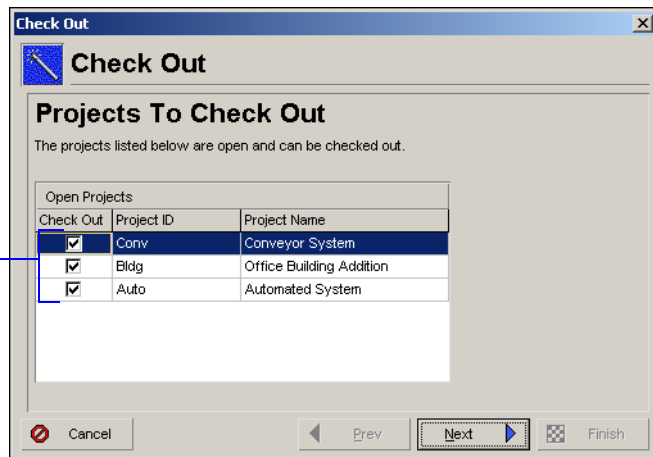 Check Out
Check Out
Projects To Check Out
The projects listed below are open and can be checked out.
Open Projects
Check Out Project ID Project Name
Conv Conveyor System
Bldg Office Building Addition
Auto Automated System
Cancel Prev Next Finish